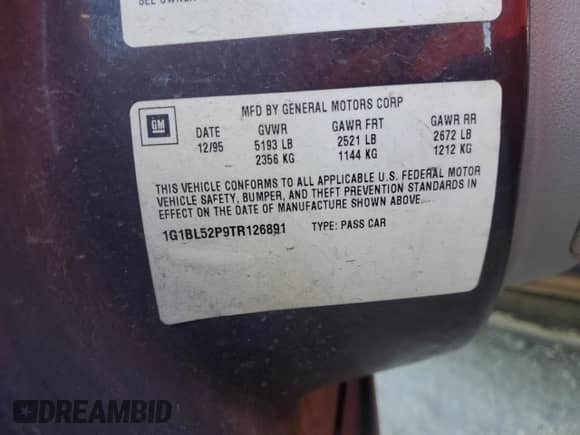 SEE OWNER
GM
MFD BY GENERAL MOTORS CORP
DATE GVWR GAWR FRT GAWR RR
12/95 5193 LB 2521 LB 2672 LB
2356 KG 1144 KG 1212 KG
THIS VEHICLE CONFORMS TO ALL APPLICABLE U.S. FEDERAL MOTOR
VEHICLE SAFETY, BUMPER, AND THEFT PREVENTION STANDARDS IN
EFFECT ON THE DATE OF MANUFACTURE SHOWN ABOVE.
1G1BL52P9TR126891 TYPE: PASS CAR
DREAMBID